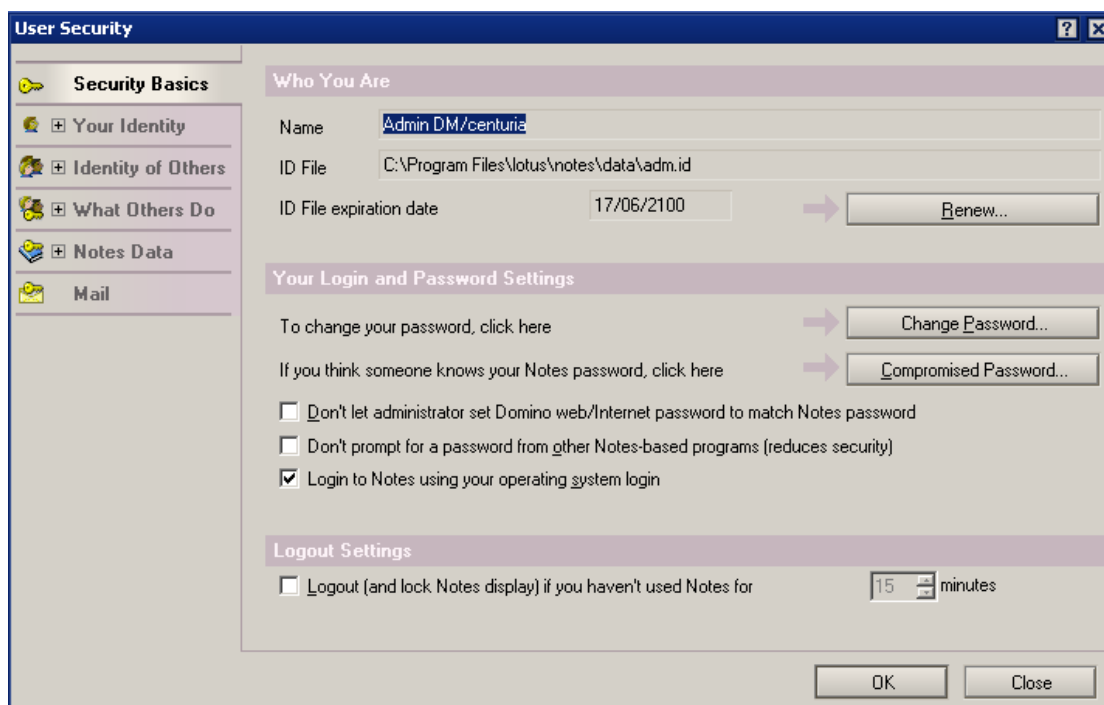 User Security
Security Basics
Your Identity
Identity of Others
What Others Do
Notes Data
Mail
Who You Are
Name Admin DM/centuria
ID File C:\Program Files\lotus\notes\data\adm.id
ID File expiration date 17/06/2100 Renew...
Your Login and Password Settings
To change your password, click here Change Password...
If you think someone knows your Notes password, click here Compromised Password...
Don't let administrator set Domino web/Internet password to match Notes password
Don't prompt for a password from other Notes-based programs (reduces security)
Login to Notes using your operating system login
Logout Settings
Logout (and lock Notes display) if you haven't used Notes for 15 minutes
OK Close